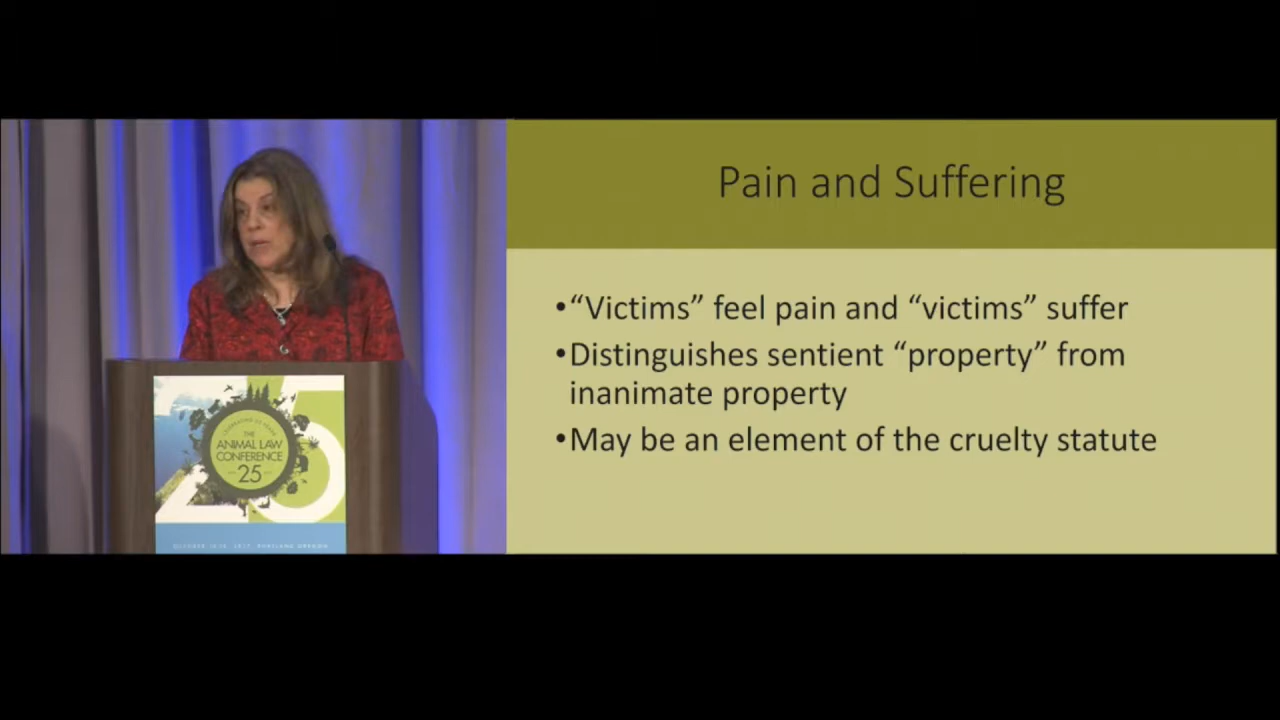 Pain and Suffering
•“Victims” feel pain and “victims” suffer
•Distinguishes sentient “property” from
inanimate property
•May be an element of the cruelty statute
THE
ANIMAL LAW
CONFERENCE
25